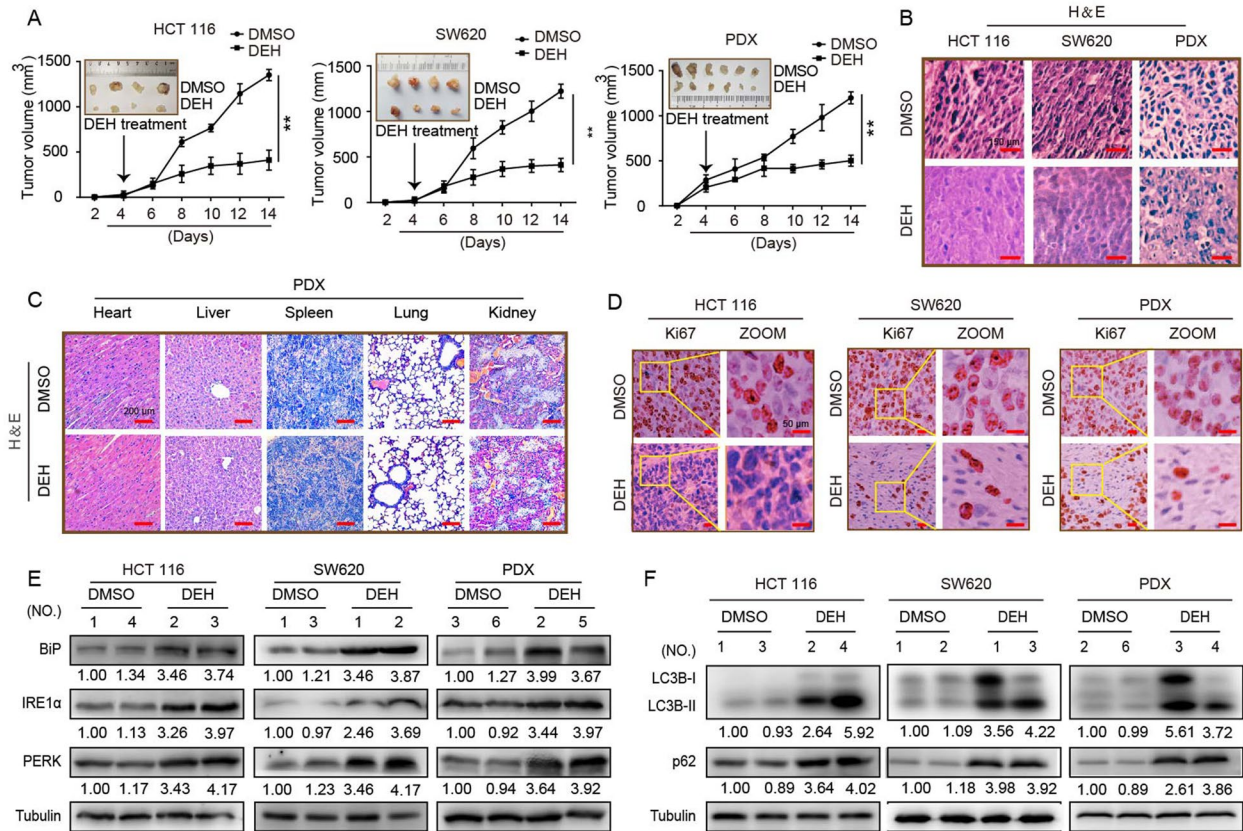 A
HCT 116
DMSO
DEH
Tumor volume (mm3)
1500
1000
500
0
DMSO
DEH
DEH treatment
**
2 4 6 8 10 12 14
(Days)
SW620
DMSO
DEH
Tumor volume (mm3)
1500
1000
500
0
DMSO
DEH
DEH treatment
**
2 4 6 8 10 12 14
(Days)
PDX
DMSO
DEH
Tumor volume (mm3)
1500
1000
500
0
DMSO
DEH
DEH treatment
**
2 4 6 8 10 12 14
(Days)
B
H&E
HCT 116 SW620 PDX
DMSO
150 μm
DEH
C
PDX
Heart Liver Spleen Lung Kidney
H&E
DMSO
200 μm
DEH
D
HCT 116 SW620 PDX
Ki67 ZOOM Ki67 ZOOM Ki67 ZOOM
DMSO
50 μm
DMSO
DMSO
DEH
DEH
DEH
E
HCT 116 SW620 PDX
DMSO DEH DMSO DEH DMSO DEH
(NO.) 1 4 2 3 1 3 1 2 3 6 2 5
BiP
1.00 1.34 3.46 3.74 1.00 1.21 3.46 3.87 1.00 1.27 3.99 3.67
IRE1α
1.00 1.13 3.26 3.97 1.00 0.97 2.46 3.69 1.00 0.92 3.44 3.97
PERK
1.00 1.17 3.43 4.17 1.00 1.23 3.46 4.17 1.00 0.94 3.64 3.92
Tubulin
F
HCT 116 SW620 PDX
DMSO DEH DMSO DEH DMSO DEH
(NO.) 1 3 2 4 1 2 1 3 2 6 3 4
LC3B-I
LC3B-II
1.00 0.93 2.64 5.92 1.00 1.09 3.56 4.22 1.00 0.99 5.61 3.72
p62
1.00 0.89 3.64 4.02 1.00 1.18 3.98 3.92 1.00 0.89 2.61 3.86
Tubulin